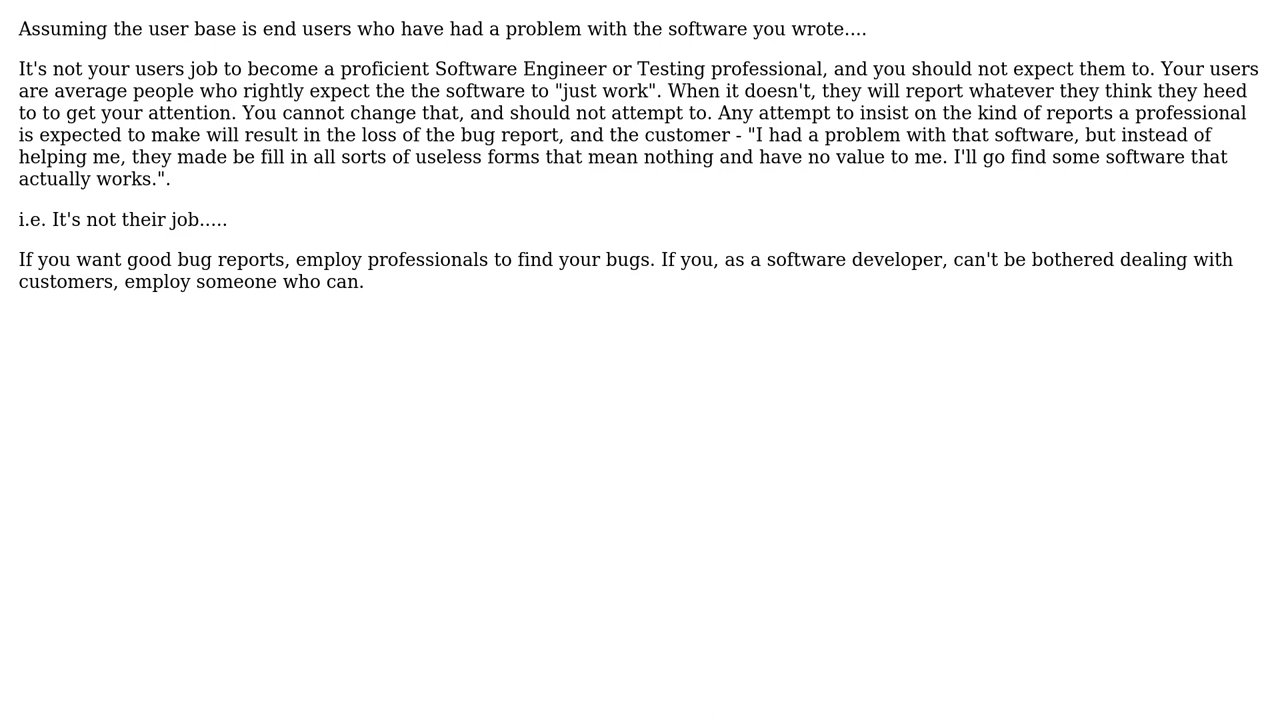 Assuming the user base is end users who have had a problem with the software you wrote....
It's not your users job to become a proficient Software Engineer or Testing professional, and you should not expect them to. Your users
are average people who rightly expect the the software to "just work". When it doesn't, they will report whatever they think they heed
to to get your attention. You cannot change that, and should not attempt to. Any attempt to insist on the kind of reports a professional
is expected to make will result in the loss of the bug report, and the customer - "I had a problem with that software, but instead of
helping me, they made be fill in all sorts of useless forms that mean nothing and have no value to me. I'll go find some software that
actually works.".
i.e. It's not their job.....
If you want good bug reports, employ professionals to find your bugs. If you, as a software developer, can't be bothered dealing with
customers, employ someone who can.